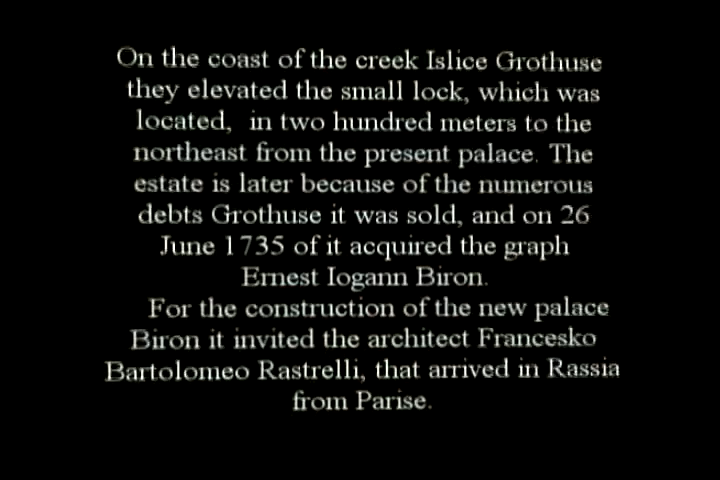 On the coast of the creek Islice Grothuse
they elevated the small lock, which was
located, in two hundred meters to the
northeast from the present palace. The
estate is later because of the numerous
debts Grothuse it was sold, and on 26
June 1735 of it acquired the graph
Ernest Iogann Biron.
For the construction of the new palace
Biron it invited the architect Francesko
Bartolomeo Rastrelli, that arrived in Rassia
from Parise.